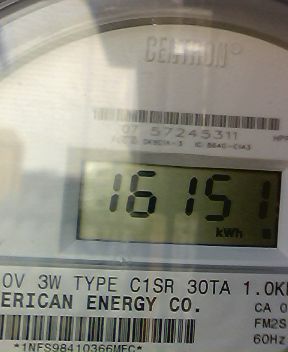 CENTRON®
07 57245311
16151
kWh
0V 3W TYPE C1SR 30TA 1.0K
ERICAN ENERGY CO.
CA 0
FM2S
60Hz
*1NFS98410366MFC*